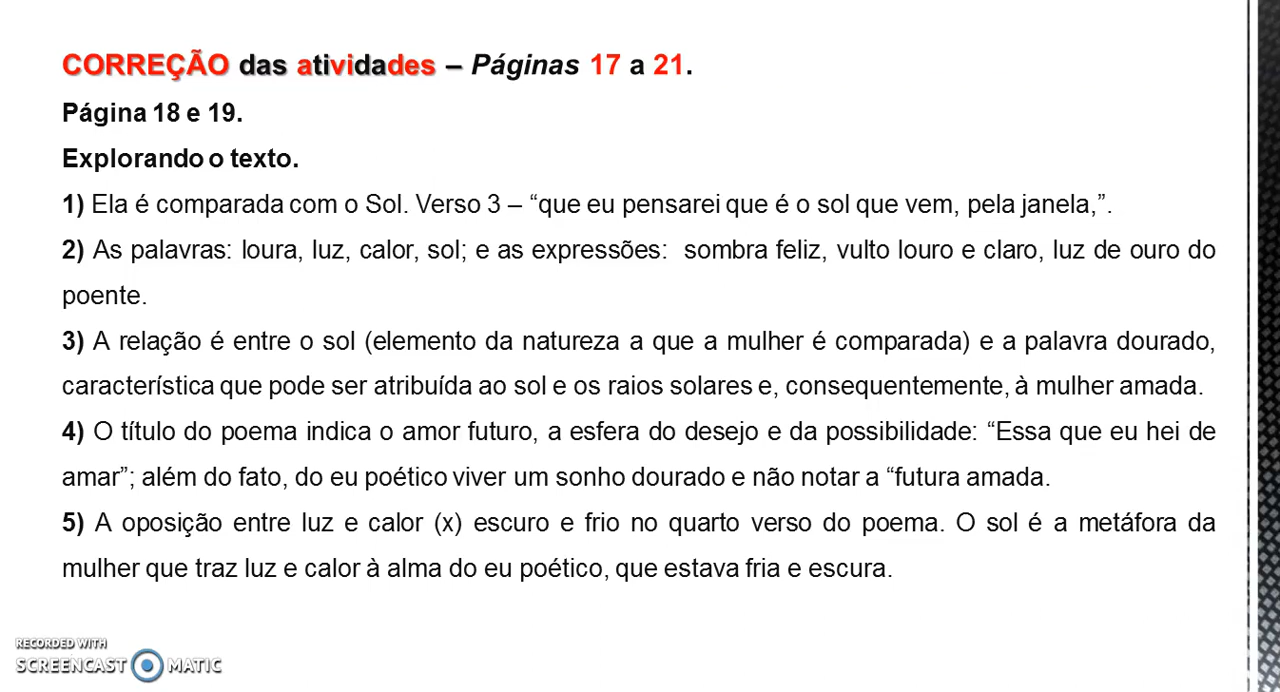 CORREÇÃO das atividades – Páginas 17 a 21.
Página 18 e 19.
Explorando o texto.
1) Ela é comparada com o Sol. Verso 3 – “que eu pensarei que é o sol que vem, pela janela,”.
2) As palavras: loura, luz, calor, sol; e as expressões: sombra feliz, vulto louro e claro, luz de ouro do
poente.
3) A relação é entre o sol (elemento da natureza a que a mulher é comparada) e a palavra dourado,
característica que pode ser atribuída ao sol e os raios solares e, consequentemente, à mulher amada.
4) O título do poema indica o amor futuro, a esfera do desejo e da possibilidade: “Essa que eu hei de
amar”; além do fato, do eu poético viver um sonho dourado e não notar a “futura amada.
5) A oposição entre luz e calor (x) escuro e frio no quarto verso do poema. O sol é a metáfora da
mulher que traz luz e calor à alma do eu poético, que estava fria e escura.
RECORDED WITH
SCREENCAST MATIC